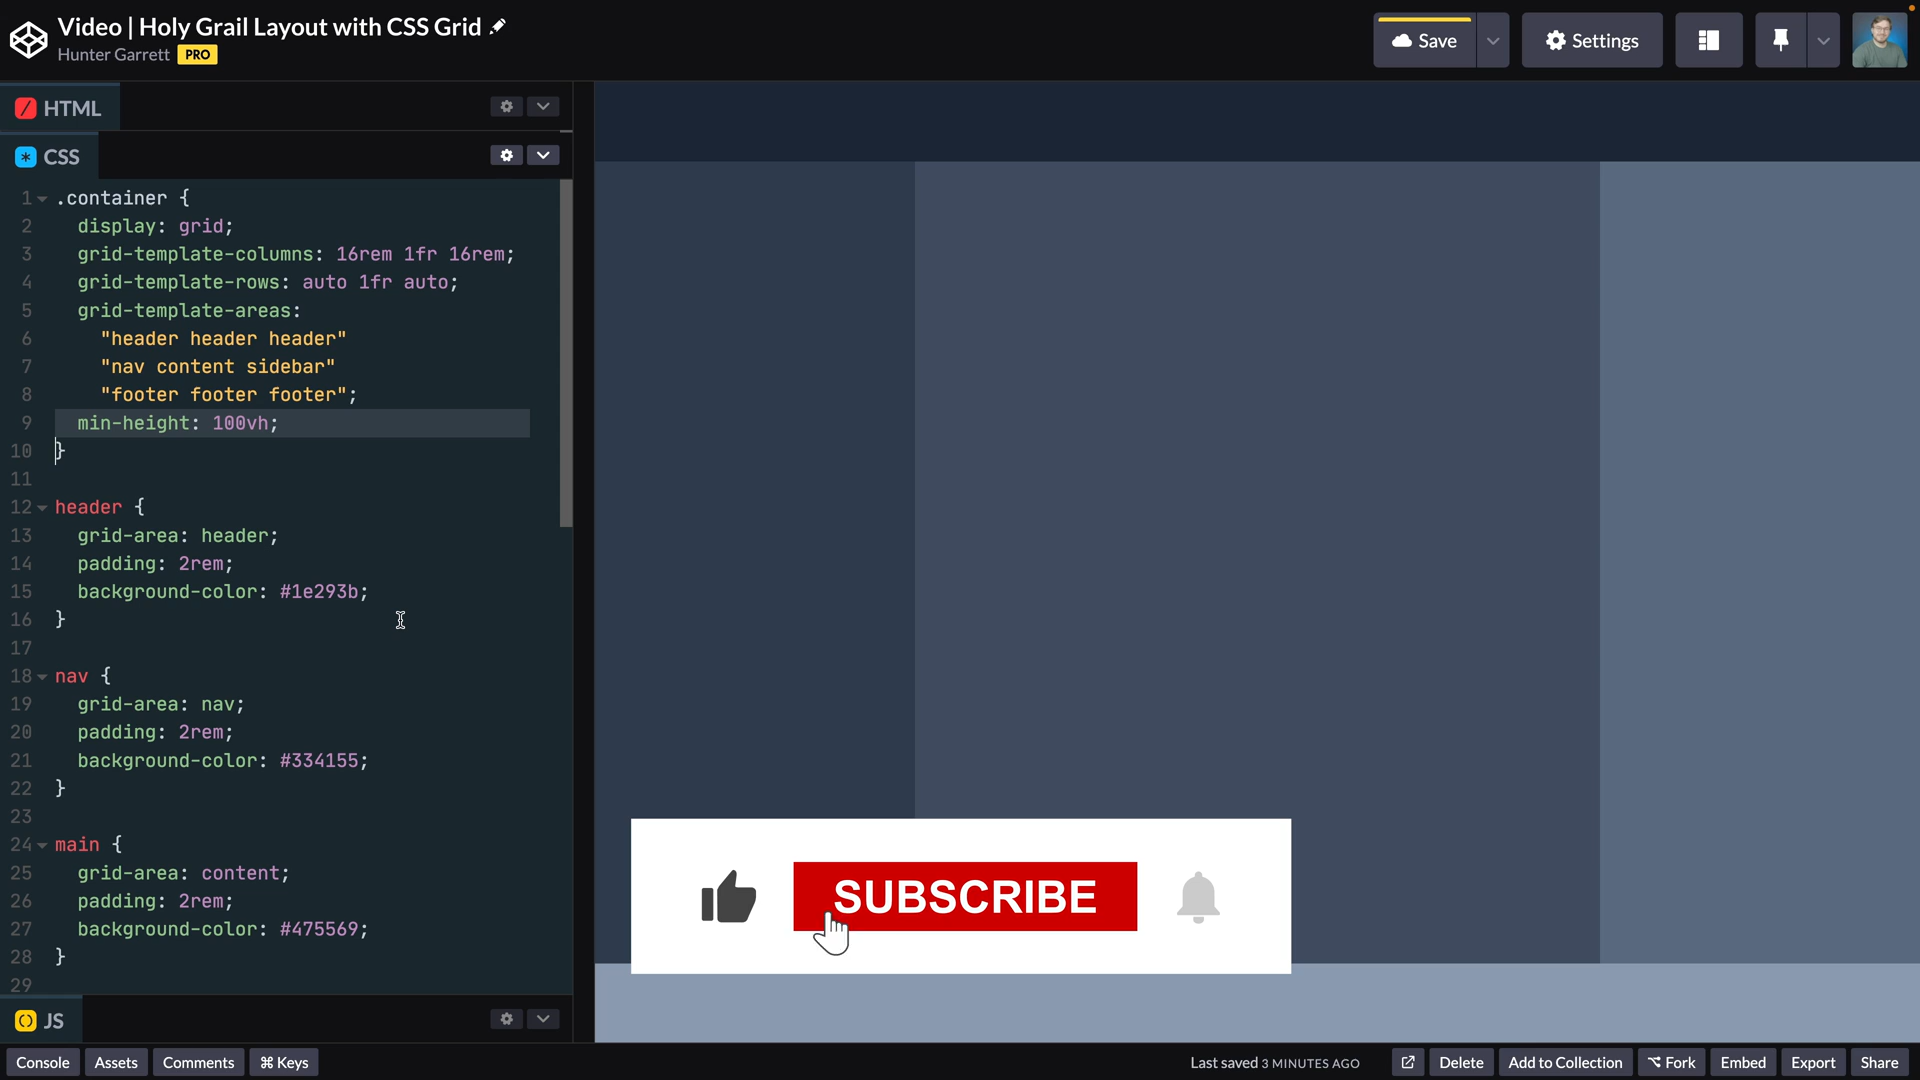 Video | Holy Grail Layout with CSS Grid
Hunter Garrett PRO
Save
Settings
HTML
CSS
1 .container {
2 display: grid;
3 grid-template-columns: 16rem 1fr 16rem;
4 grid-template-rows: auto 1fr auto;
5 grid-template-areas:
6 "header header header"
7 "nav content sidebar"
8 "footer footer footer";
9 min-height: 100vh;
10 }
11
12 header {
13 grid-area: header;
14 padding: 2rem;
15 background-color: #1e293b;
16 }
17
18 nav {
19 grid-area: nav;
20 padding: 2rem;
21 background-color: #334155;
22 }
23
24 main {
25 grid-area: content;
26 padding: 2rem;
27 background-color: #475569;
28 }
29
SUBSCRIBE
JS
Console Assets Comments ⌘ Keys Last saved 3 MINUTES AGO Delete Add to Collection ⌥ Fork Embed Export Share